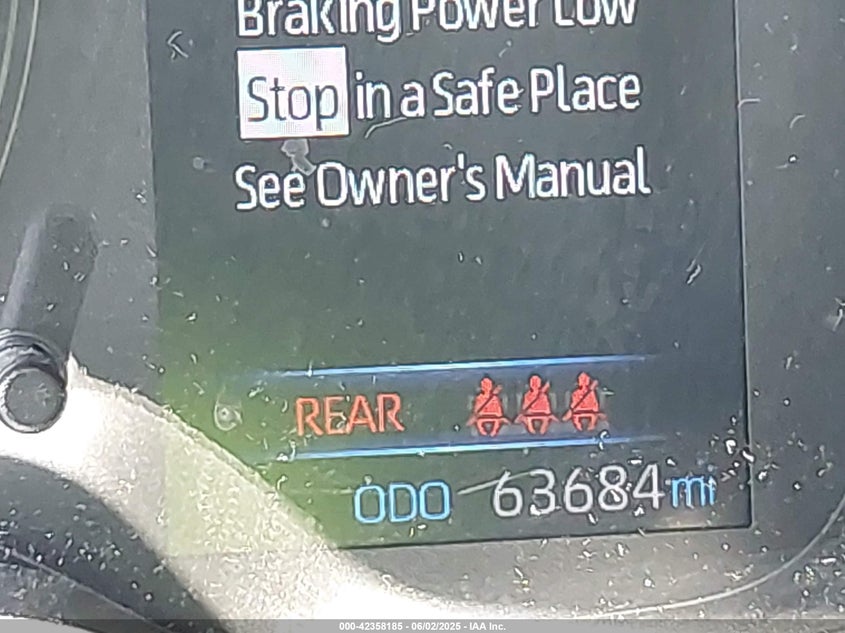 Braking Power Low
Stop in a Safe Place
See Owner's Manual
REAR
ODO 63684 mi
000-42358185 - 06/02/2025 - IAA Inc.